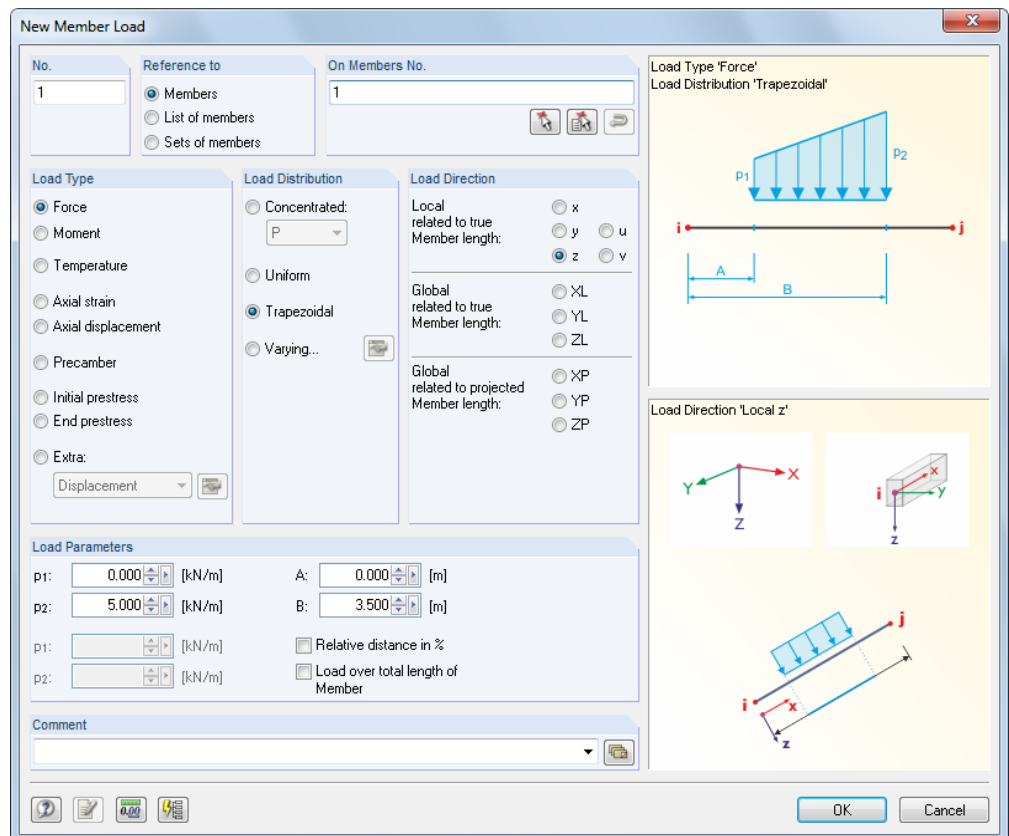 New Member Load
No.
1
Reference to
Members
List of members
Sets of members
On Members No.
1
Load Type
Force
Moment
Temperature
Axial strain
Axial displacement
Precamber
Initial prestress
End prestress
Extra:
Displacement
Load Distribution
Concentrated:
P
Uniform
Trapezoidal
Varying...
Load Direction
Local
related to true
Member length:
x
y u
z v
Global
related to true
Member length:
XL
YL
ZL
Global
related to projected
Member length:
XP
YP
ZP
Load Parameters
p1: 0.000 [kN/m] A: 0.000 [m]
p2: 5.000 [kN/m] B: 3.500 [m]
p1: [kN/m] Relative distance in %
p2: [kN/m] Load over total length of
Member
Comment
Load Type 'Force'
Load Distribution 'Trapezoidal'
p1
p2
i
j
A
B
Load Direction 'Local z'
X
Y
Z
i
x
y
z
j
i
x
z
0.00
OK
Cancel